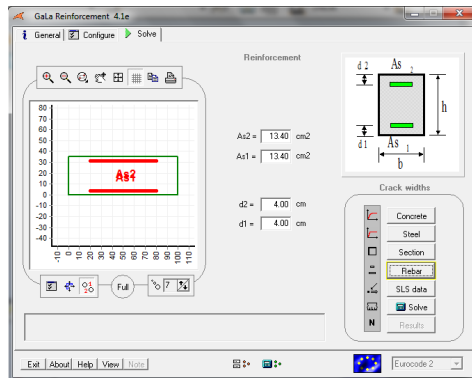 GaLa Reinforcement 4.1e
General Configure Solve
Reinforcement
As2 = 13.40 cm2
As1 = 13.40 cm2
d2 = 4.00 cm
d1 = 4.00 cm
d 2 As 2
h
d 1 As 1
b
80
70
60
50
40
30
20
10
0
-10
-20
-30
-40
As2
-10 0 10 20 30 40 50 60 70 80 90 100 110
Full 7
Crack widths
Concrete
Steel
Section
Rebar
SLS data
Solve
N Results
Exit About Help View Note
Eurocode 2